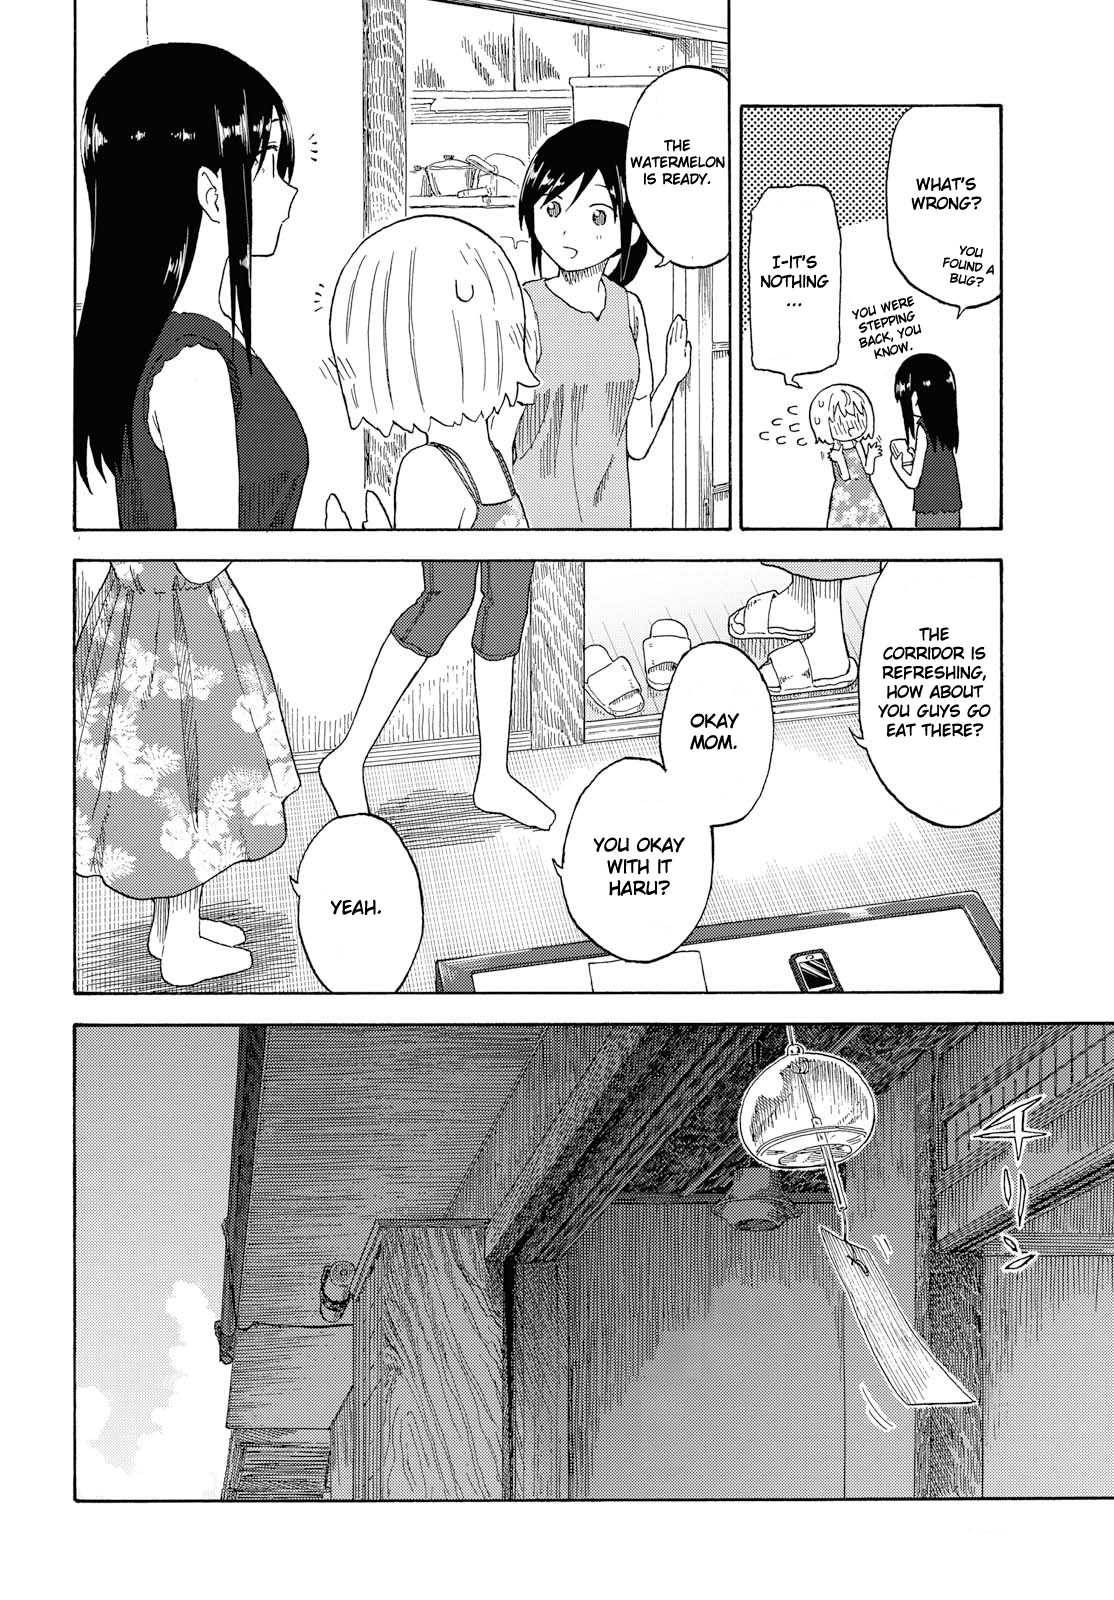 WHAT'S
WRONG?
YOU
FOUND A
BUG?
YOU WERE
STEPPING
BACK, YOU
KNOW.
I-IT'S
NOTHING
...
THE
WATERMELON
IS READY.
THE
CORRIDOR IS
REFRESHING,
HOW ABOUT
YOU GUYS GO
EAT THERE?
OKAY
MOM.
YOU OKAY
WITH IT
HARU?
YEAH.